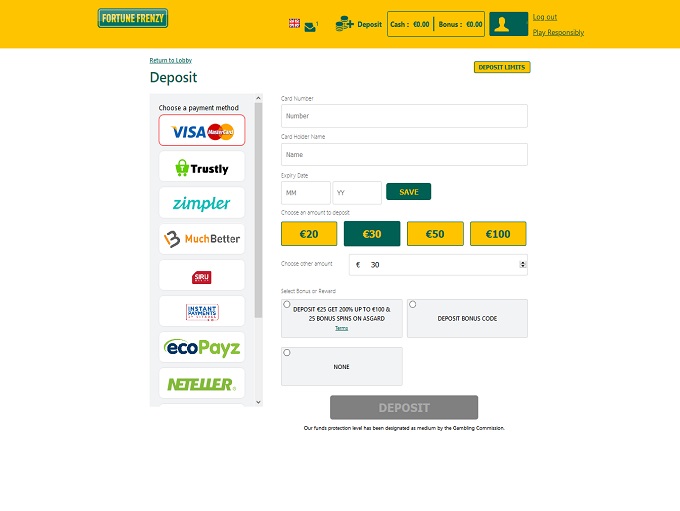 FORTUNE FRENZY
1
Deposit
Cash : €0.00
Bonus : €0.00
Log out
Play Responsibly
Return to Lobby
Deposit
DEPOSIT LIMITS
Choose a payment method
VISA MasterCard
Trustly
zimpler
MuchBetter
SIRU
INSTANT
PAYMENTS
ecoPayz
NETELLER
Card Number
Number
Card Holder Name
Name
Expiry Date
MM
YY
SAVE
Choose an amount to deposit
€20
€30
€50
€100
Choose other amount
€ 30
Select Bonus or Reward
DEPOSIT €25 GET 200% UP TO €100 &
25 BONUS SPINS ON ASGARD
Terms
DEPOSIT BONUS CODE
NONE
DEPOSIT
Our funds protection level has been designated as medium by the Gambling Commission.